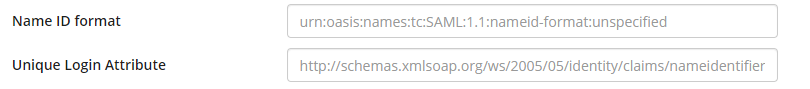 Name ID format
urn:oasis:names:tc:SAML:1.1:nameid-format:unspecified
Unique Login Attribute
http://schemas.xmlsoap.org/ws/2005/05/identity/claims/nameidentifier